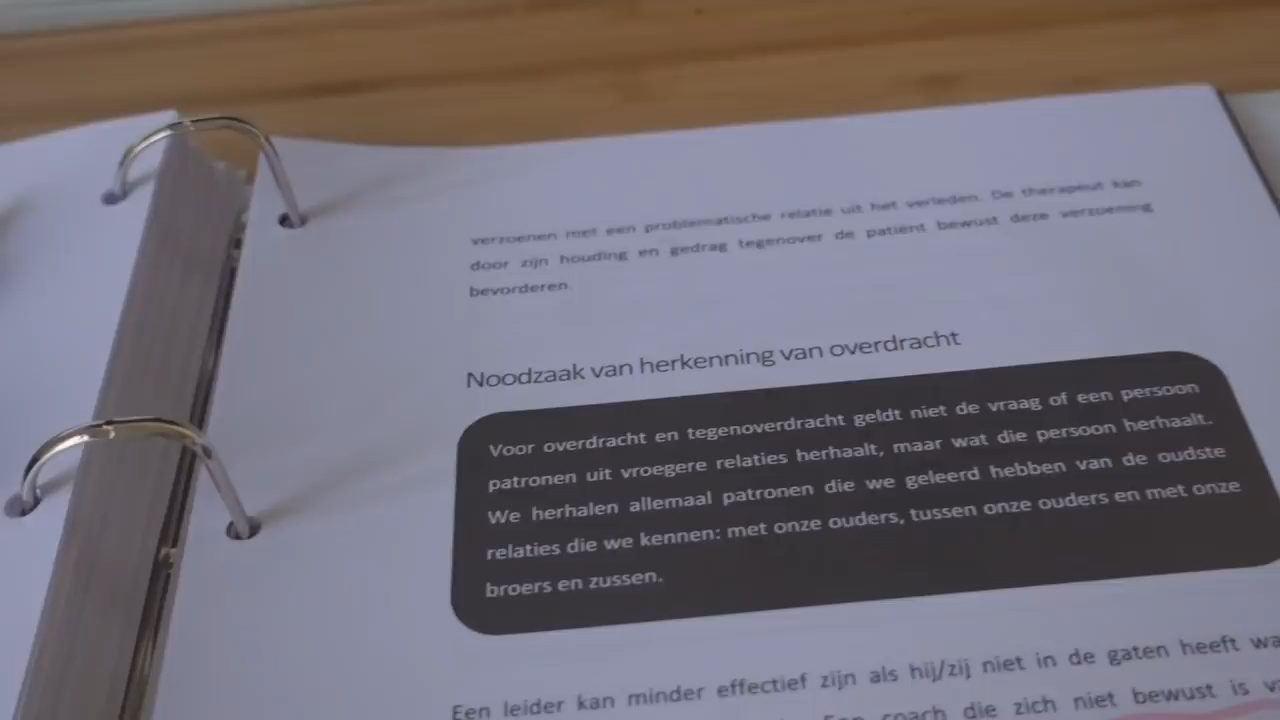 verzoenen met een problematische relatie uit het verleden. De therapeut kan
door zijn houding en gedrag tegenover de patiënt bewust deze verzoening
bevorderen.
Noodzaak van herkenning van overdracht
Voor overdracht en tegenoverdracht geldt niet de vraag of een persoon
patronen uit vroegere relaties herhaalt, maar wat die persoon herhaalt.
We herhalen allemaal patronen die we geleerd hebben van de oudste
relaties die we kennen: met onze ouders, tussen onze ouders en met onze
broers en zussen.
Een leider kan minder effectief zijn als hij/zij niet in de gaten heeft
Een coach die zich niet bewust is